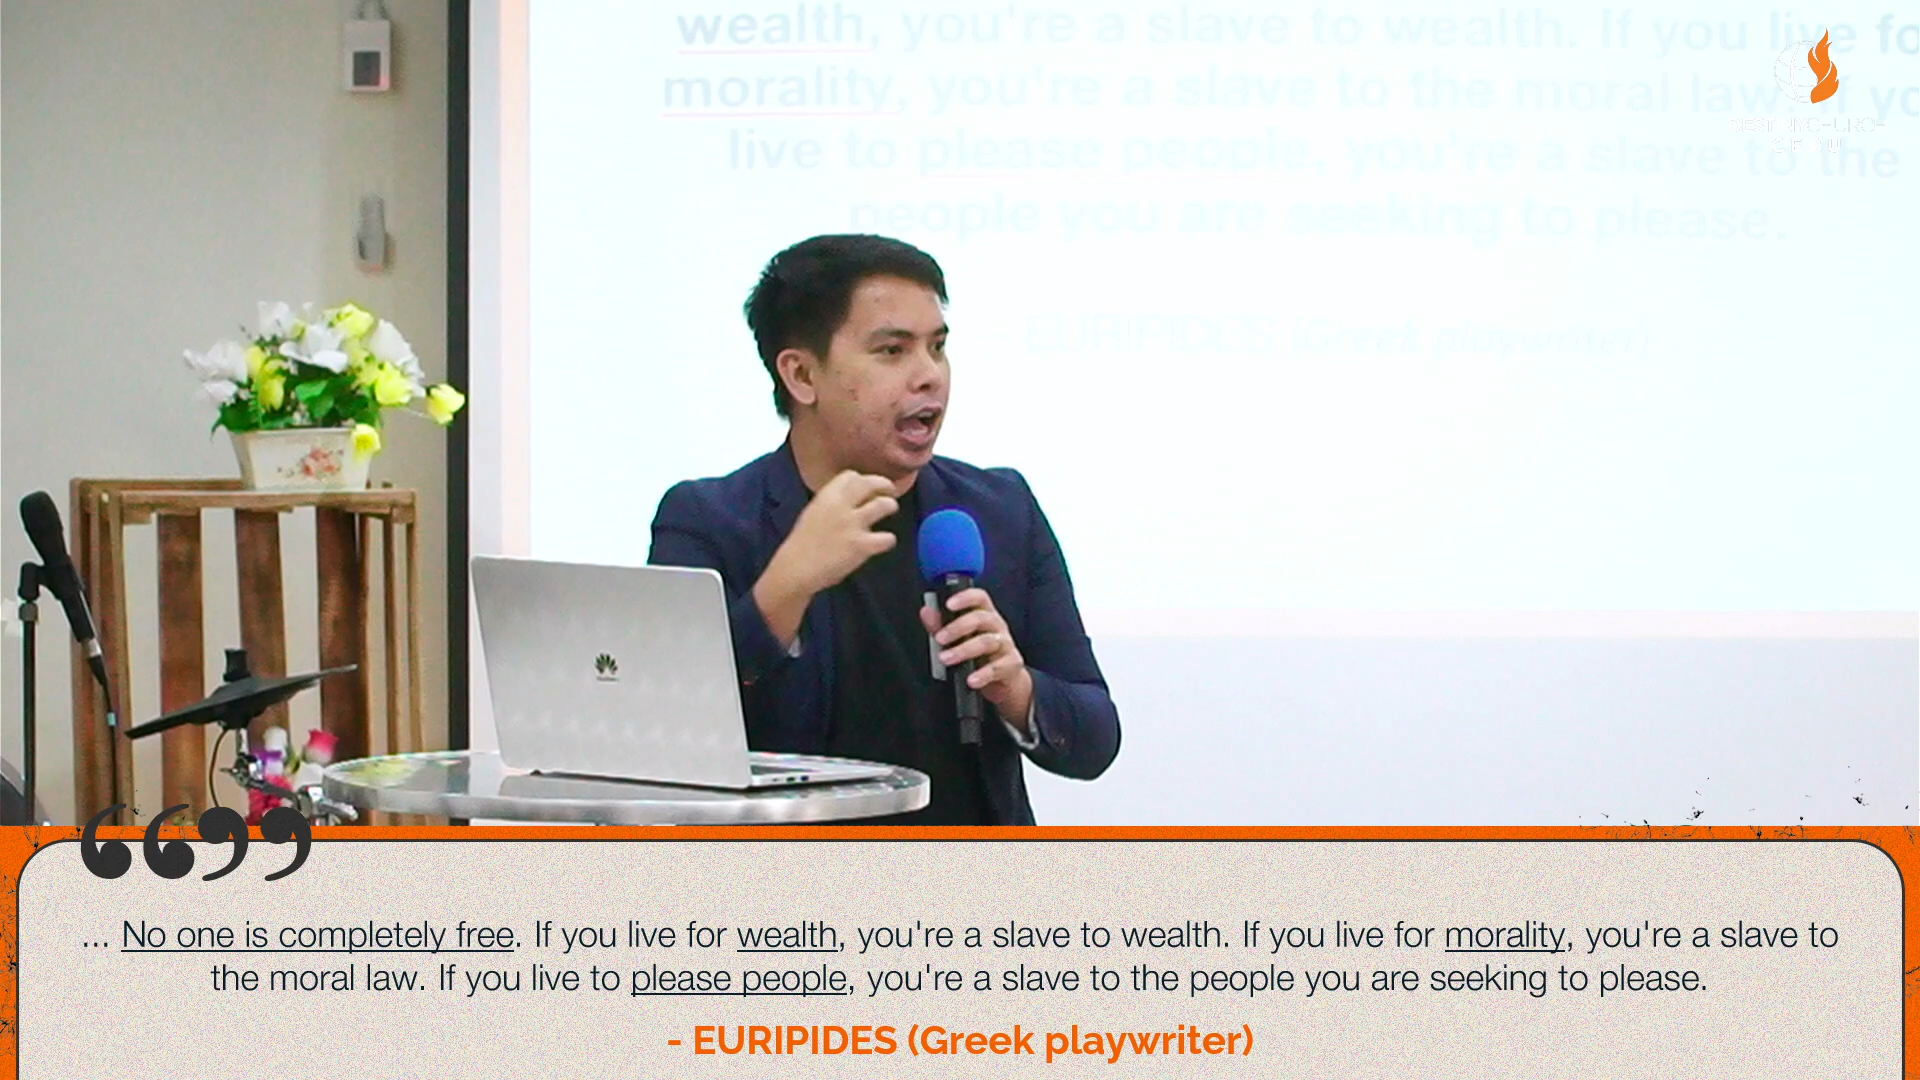 wealth, you're a slave to wealth. If you live fo
morality, you're a slave to the moral law. If yo
live to please people, you're a slave to the
people you are seeking to please.
- EURIPIDES (Greek playwriter)
... No one is completely free. If you live for wealth, you're a slave to wealth. If you live for morality, you're a slave to
the moral law. If you live to please people, you're a slave to the people you are seeking to please.
- EURIPIDES (Greek playwriter)